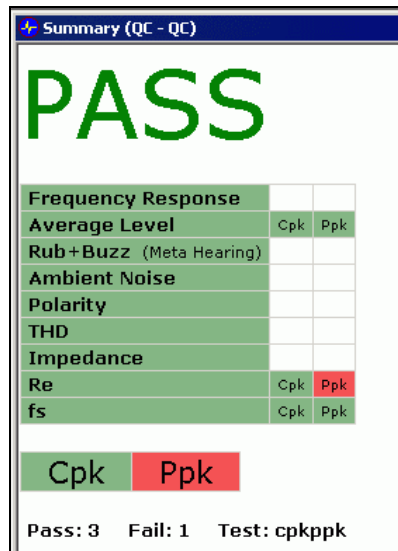 Summary (QC - QC)
PASS
Frequency Response
Average Level Cpk Ppk
Rub+Buzz (Meta Hearing)
Ambient Noise
Polarity
THD
Impedance
Re Cpk Ppk
fs Cpk Ppk
Cpk Ppk
Pass: 3 Fail: 1 Test: cpkppk